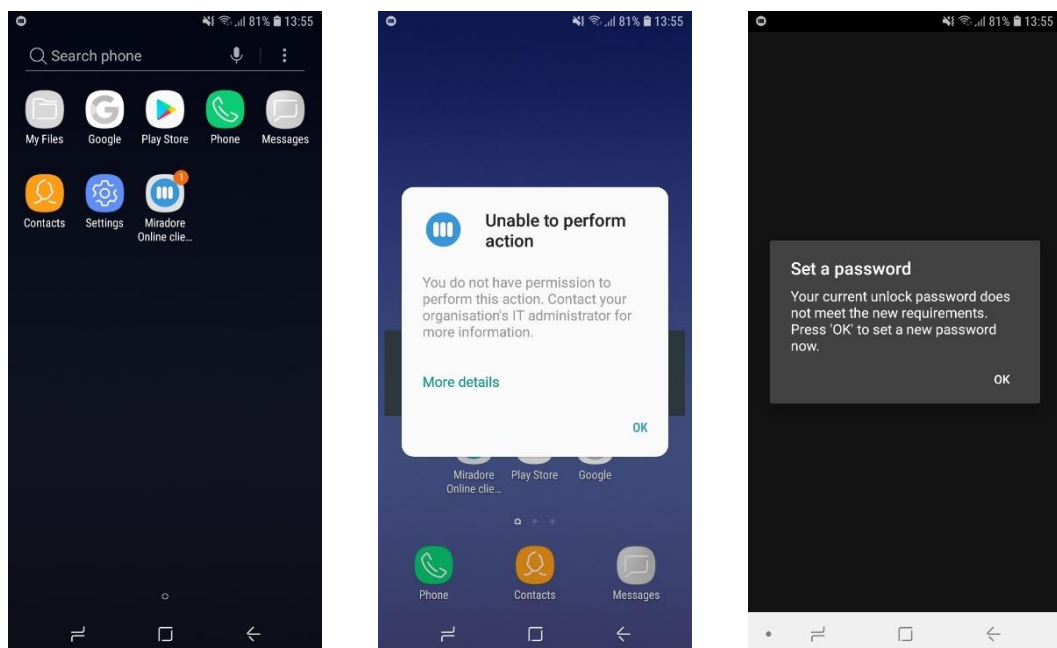 81% 13:55
Search phone
My Files Google Play Store Phone Messages
1
Contacts Settings Miradore
Online clie...
81% 13:55
Unable to perform
action
You do not have permission to
perform this action. Contact your
organisation's IT administrator for
more information.
More details
OK
Miradore Play Store Google
Online clie...
Phone Contacts Messages
81% 13:55
Set a password
Your current unlock password does
not meet the new requirements.
Press 'OK' to set a new password
now.
OK